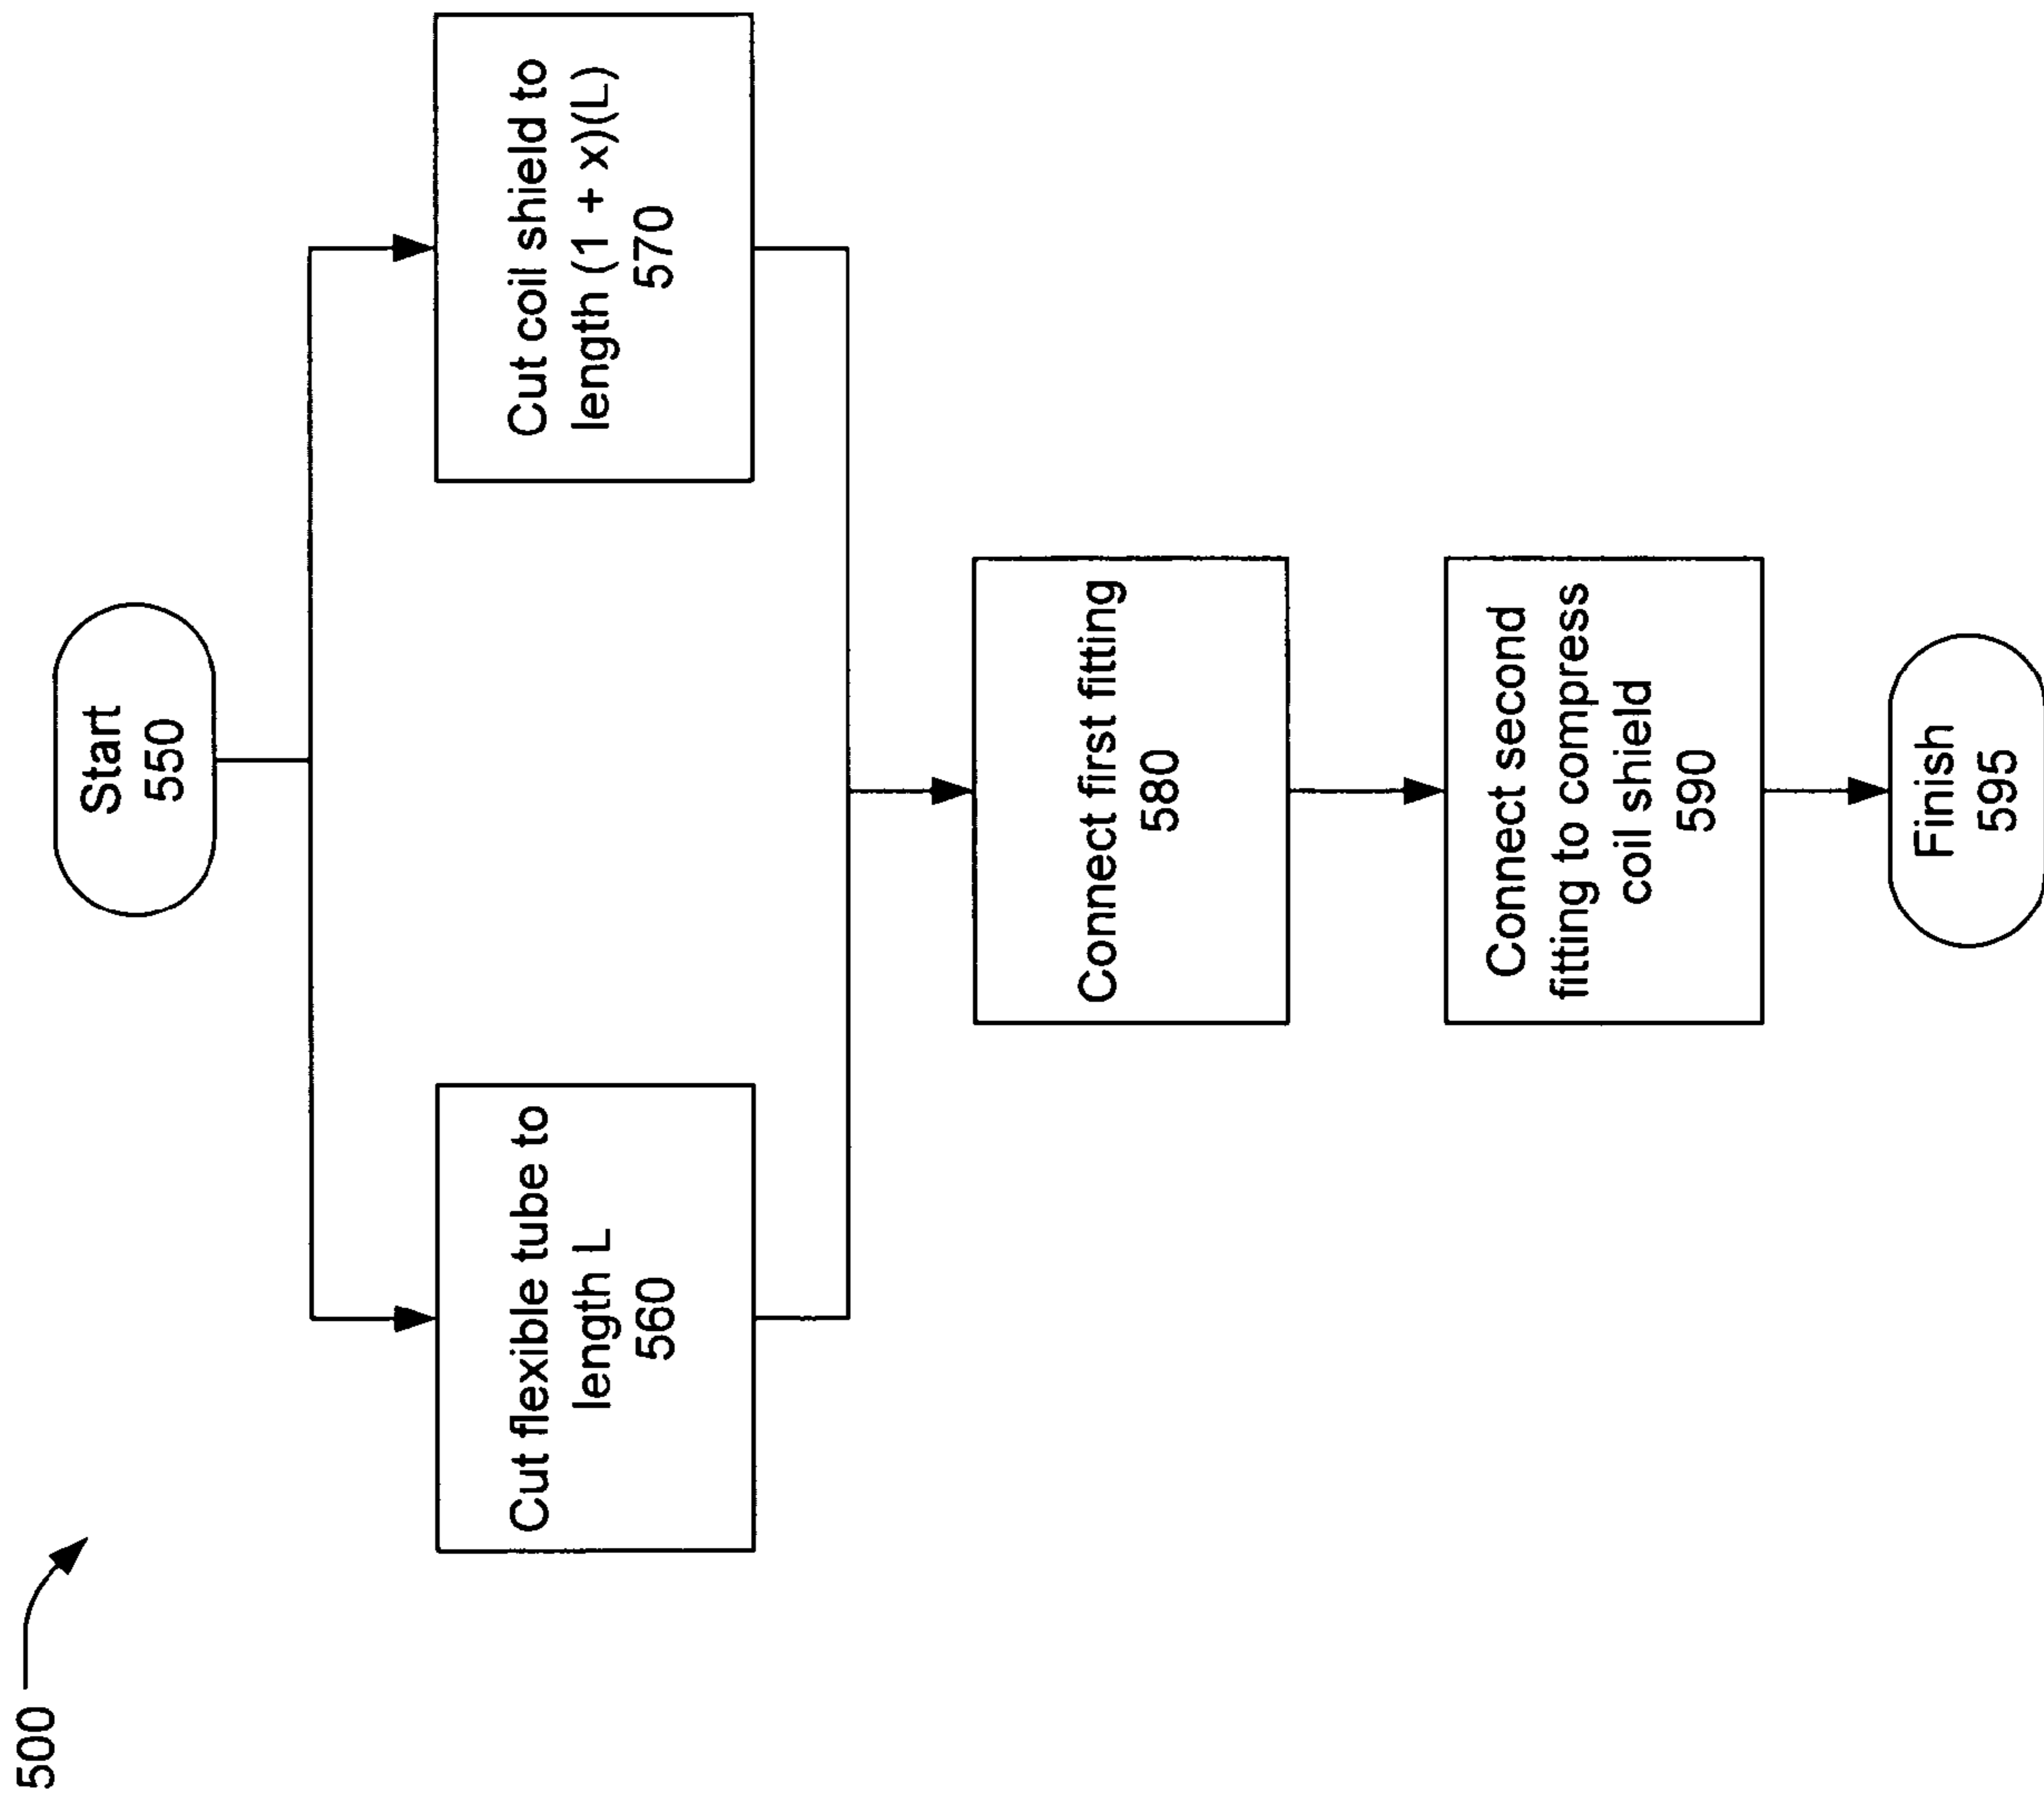 500
Start
550
Cut flexible tube to
length L
560
Cut coil shield to
length (1 + x)(L)
570
Connect first fitting
580
Connect second
fitting to compress
coil shield
590
Finish
595